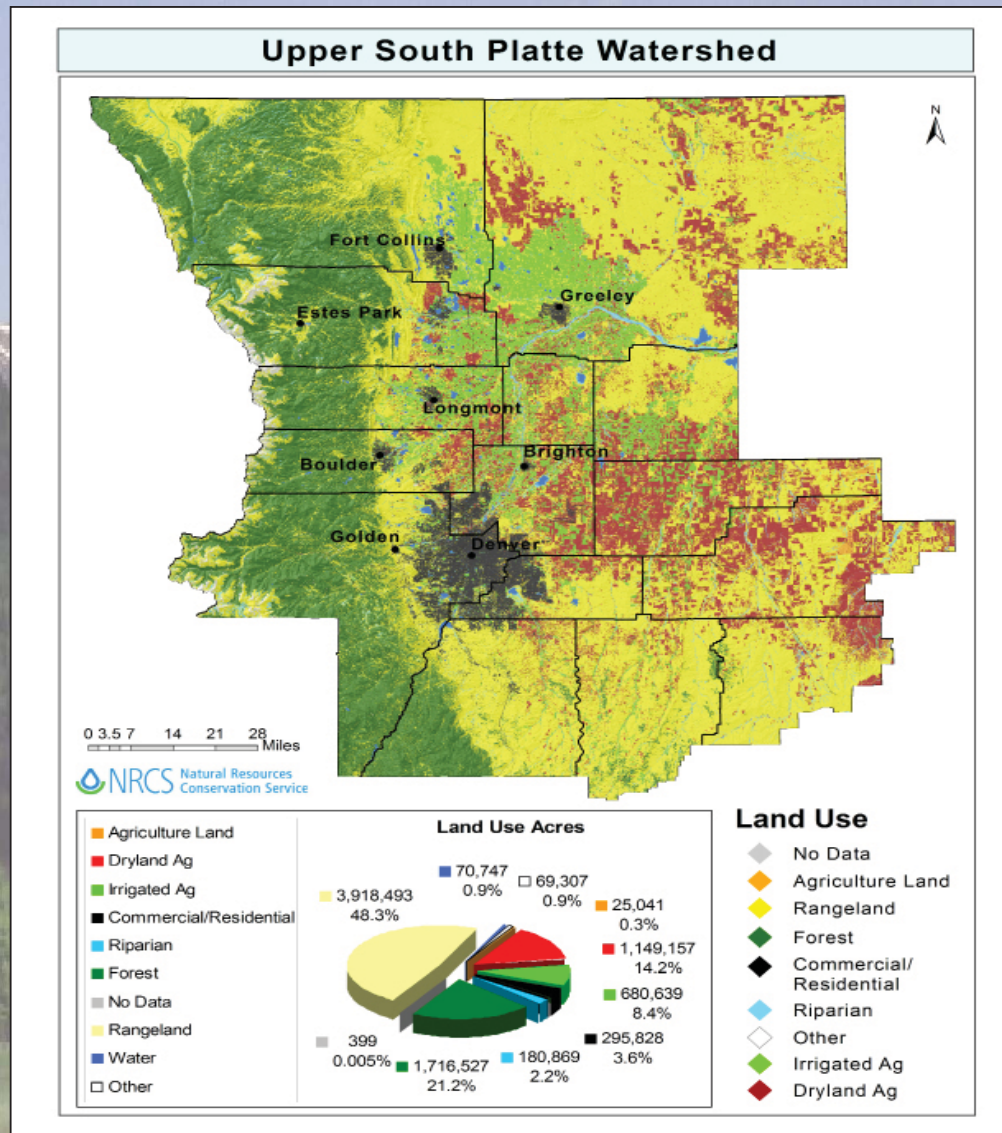 Upper South Platte Watershed
N
Fort Collins
Estes Park
Greeley
Longmont
Boulder
Brighton
Golden
Denver
0 3.5 7 14 21 28
Miles
NRCS Natural Resources
Conservation Service
Agriculture Land
Dryland Ag
Irrigated Ag
Commercial/Residential
Riparian
Forest
No Data
Rangeland
Water
Other
Land Use Acres
70,747
0.9%
69,307
0.9%
3,918,493
48.3%
25,041
0.3%
1,149,157
14.2%
680,639
8.4%
295,828
3.6%
180,869
2.2%
1,716,527
21.2%
399
0.005%
Land Use
No Data
Agriculture Land
Rangeland
Forest
Commercial/
Residential
Riparian
Other
Irrigated Ag
Dryland Ag